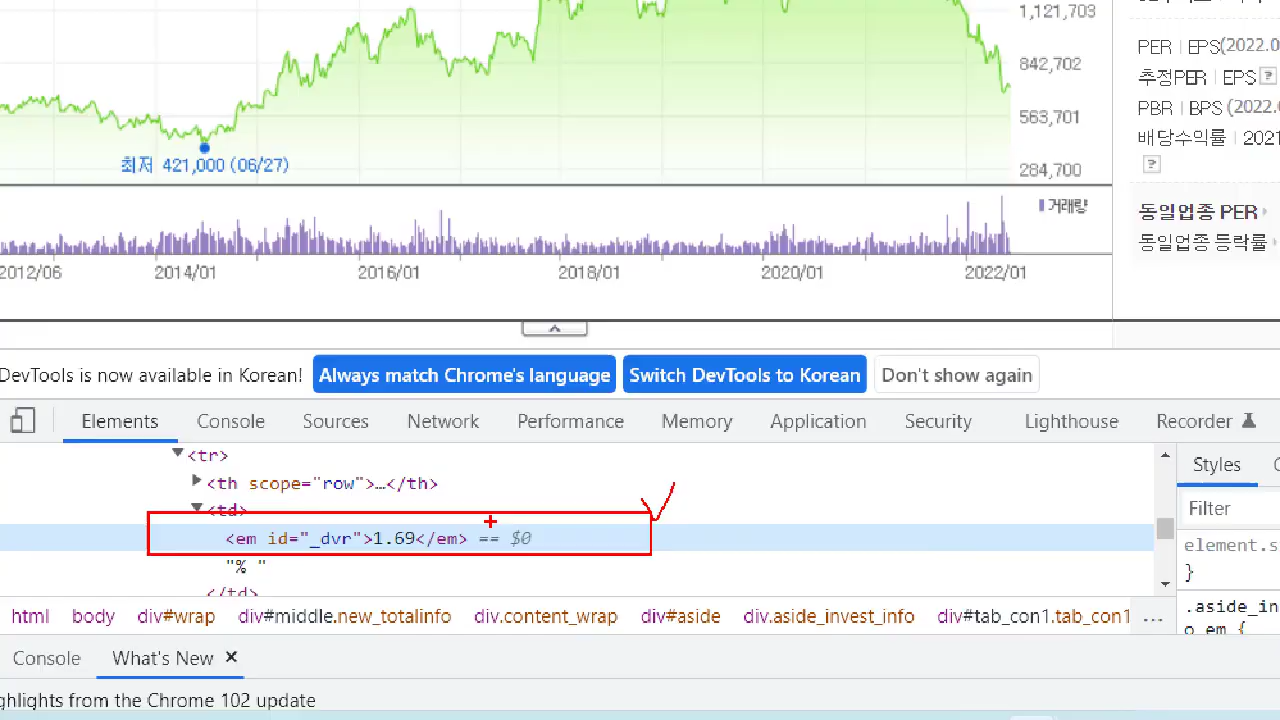 1,121,703
842,702
563,701
284,700
최저 421,000 (06/27)
거래량
2012/06 2014/01 2016/01 2018/01 2020/01 2022/01
PER | EPS(2022.0
추정PER | EPS ?
PBR | BPS (2022.0
배당수익률 | 2021
?
동일업종 PER
동일업종 등락률
DevTools is now available in Korean! Always match Chrome's language Switch DevTools to Korean Don't show again
Elements Console Sources Network Performance Memory Application Security Lighthouse Recorder
<tr>
<th scope="row">…</th>
<td>
<em id="_dvr">1.69</em> == $0
"% "
</td>
Styles
Filter
element.s
}
.aside_in
o em {
html body div#wrap div#middle.new_totalinfo div.content_wrap div#aside div.aside_invest_info div#tab_con1.tab_con1 ...
Console What's New ×
ghlights from the Chrome 102 update